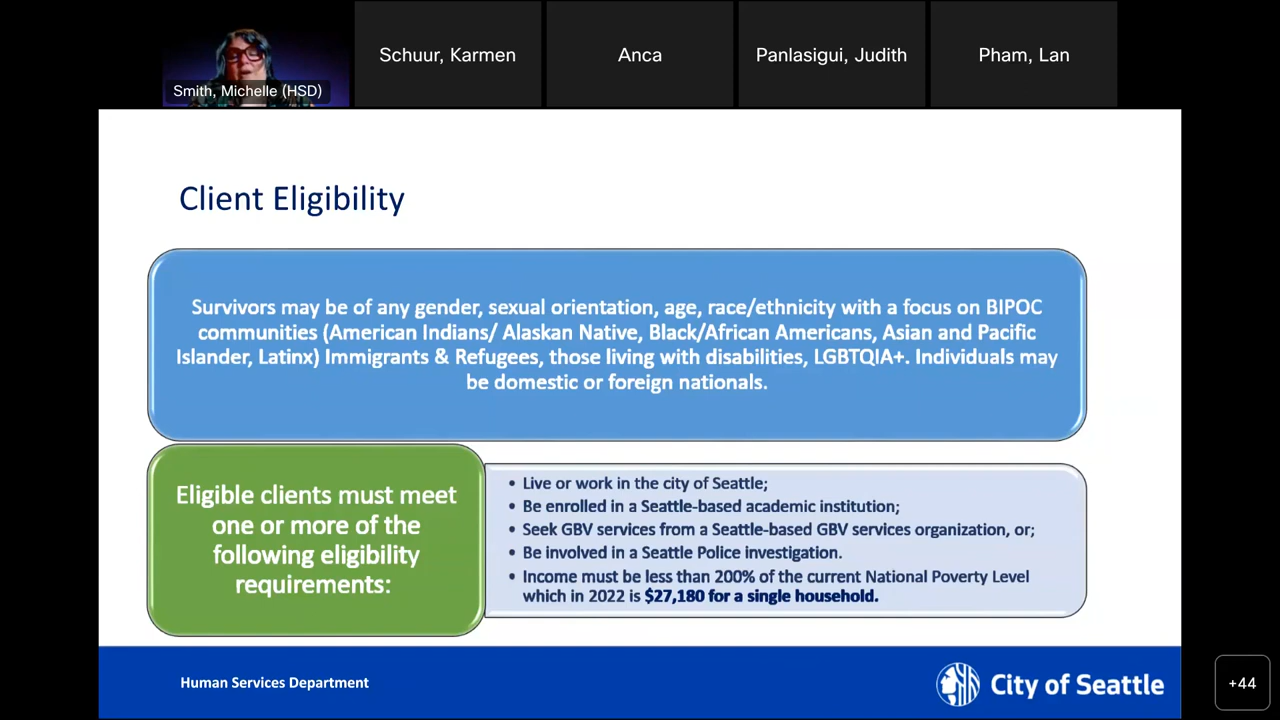 Smith, Michelle (HSD)
Schuur, Karmen
Anca
Panlasigui, Judith
Pham, Lan
Client Eligibility
Survivors may be of any gender, sexual orientation, age, race/ethnicity with a focus on BIPOC
communities (American Indians/ Alaskan Native, Black/African Americans, Asian and Pacific
Islander, Latinx) Immigrants & Refugees, those living with disabilities, LGBTQIA+. Individuals may
be domestic or foreign nationals.
Eligible clients must meet
one or more of the
following eligibility
requirements:
• Live or work in the city of Seattle;
• Be enrolled in a Seattle-based academic institution;
• Seek GBV services from a Seattle-based GBV services organization, or;
• Be involved in a Seattle Police investigation.
• Income must be less than 200% of the current National Poverty Level
which in 2022 is $27,180 for a single household.
Human Services Department
City of Seattle
+44